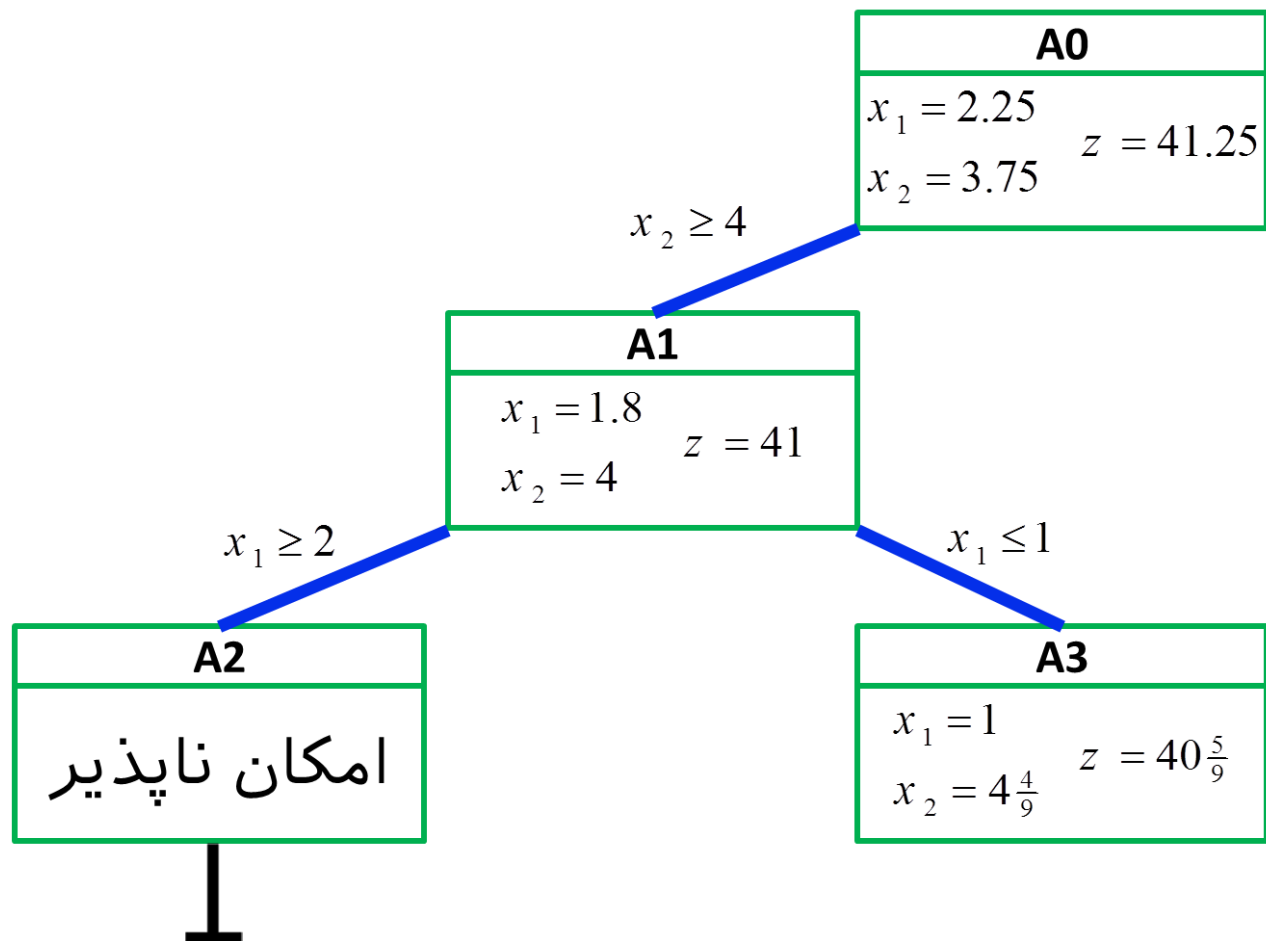 A0
x₁ = 2.25
x₂ = 3.75
z = 41.25
x₂ ≥ 4
A1
x₁ = 1.8
x₂ = 4
z = 41
x₁ ≥ 2
x₁ ≤ 1
A2
امکان ناپذیر
A3
x₁ = 1
x₂ = 4 4/9
z = 40 5/9